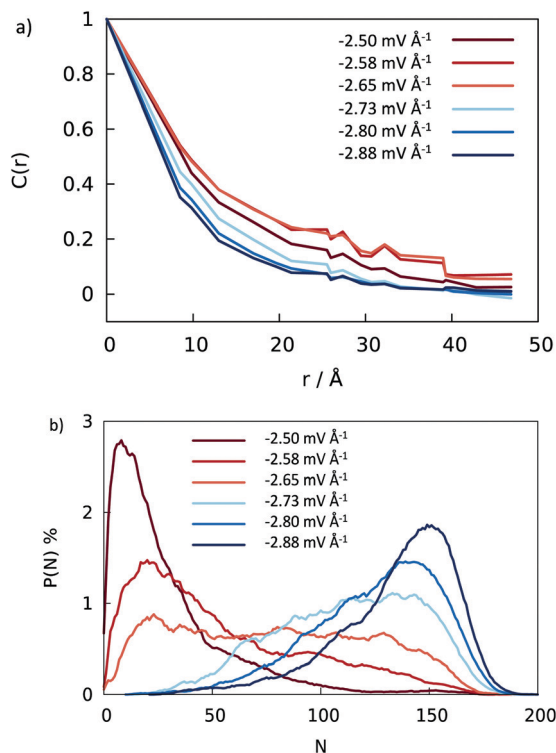 a)
1
0.8
0.6
0.4
0.2
0
C(r)
-2.50 mV Å⁻¹
-2.58 mV Å⁻¹
-2.65 mV Å⁻¹
-2.73 mV Å⁻¹
-2.80 mV Å⁻¹
-2.88 mV Å⁻¹
0 10 20 30 40 50
r / Å
b)
3
2
1
0
P(N) %
-2.50 mV Å⁻¹
-2.58 mV Å⁻¹
-2.65 mV Å⁻¹
-2.73 mV Å⁻¹
-2.80 mV Å⁻¹
-2.88 mV Å⁻¹
0 50 100 150 200
N